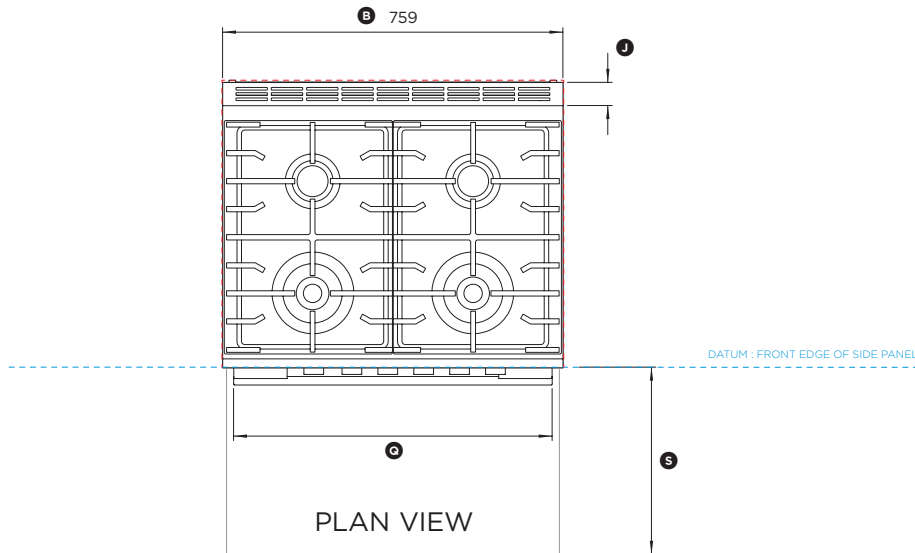 B 759
J
DATUM : FRONT EDGE OF SIDE PANEL
Q
S
PLAN VIEW